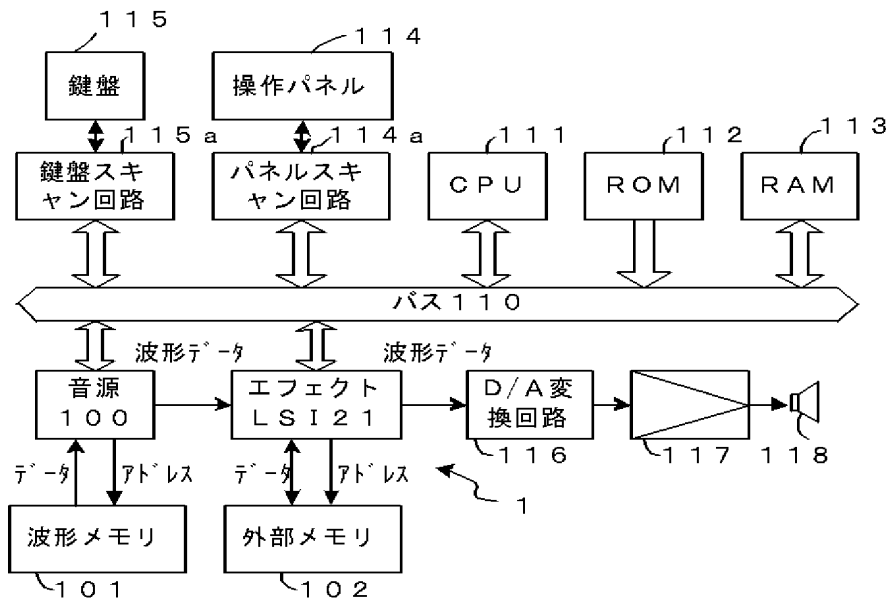 １１５
１１４
鍵盤
操作パネル
１１５ａ
１１４ａ
１１１
１１２
１１３
鍵盤スキ
ャン回路
パネルスキ
ャン回路
ＣＰＵ
ＲＯＭ
ＲＡＭ
バス１１０
波形ﾃﾞｰﾀ
波形ﾃﾞｰﾀ
音源
１００
エフェクト
ＬＳＩ２１
Ｄ／Ａ変
換回路
１１６
１１７
１１８
ﾃﾞｰﾀ
ｱﾄﾞﾚｽ
ﾃﾞｰﾀ
ｱﾄﾞﾚｽ
１
波形メモリ
外部メモリ
１０１
１０２